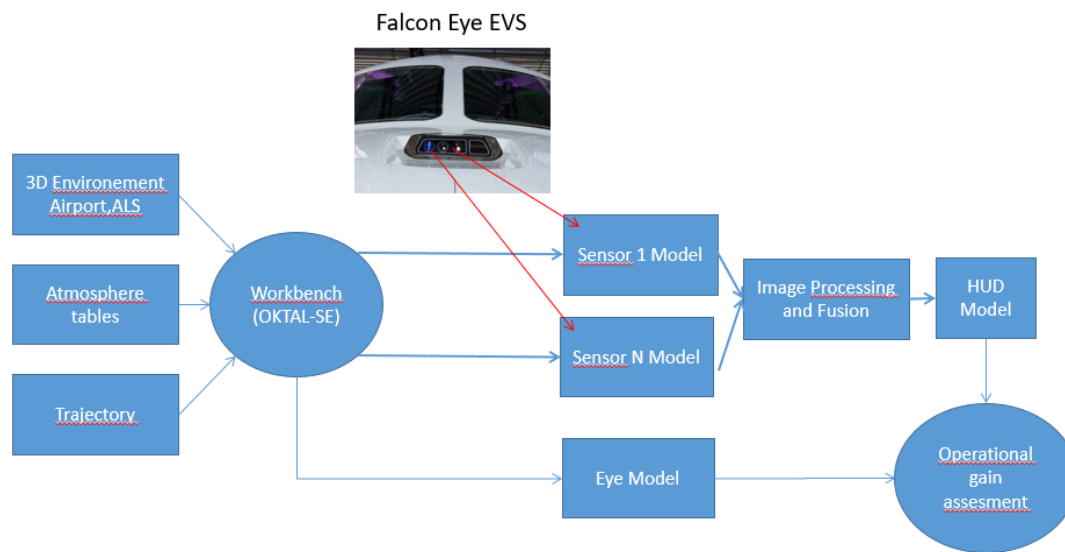 Falcon Eye EVS
3D Environement
Airport,ALS
Atmosphere
tables
Trajectory
Workbench
(OKTAL-SE)
Sensor 1 Model
Sensor N Model
Eye Model
Image Processing
and Fusion
HUD
Model
Operational
gain
assesment